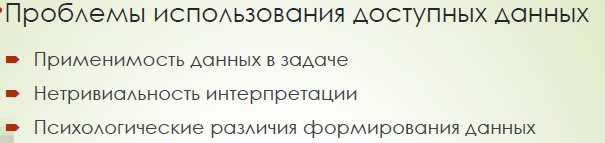 Проблемы использования доступных данных
Применимость данных в задаче
Нетривиальность интерпретации
Психологические различия формирования данных